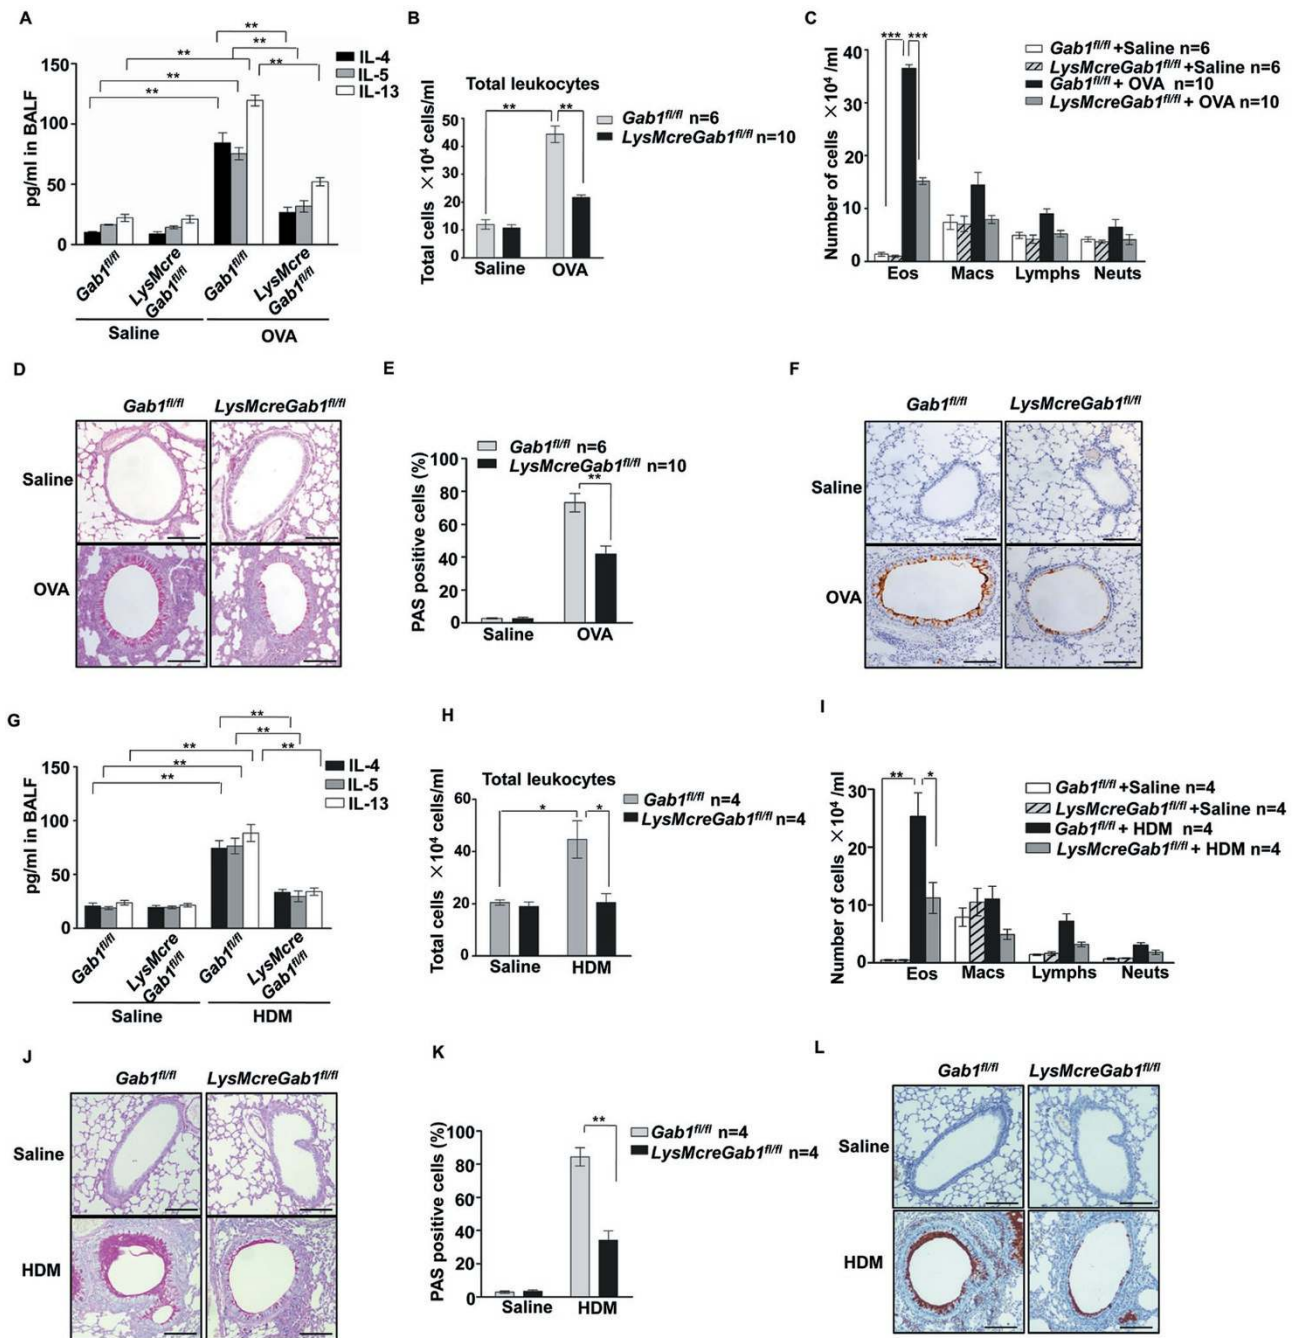 A
**
**
**
**
**
**
IL-4
IL-5
IL-13
pg/ml in BALF
150
100
50
0
Gab1fl/fl
LysMcre
Gab1fl/fl
Gab1fl/fl
LysMcre
Gab1fl/fl
Saline
OVA
B
Total leukocytes
**
**
Gab1fl/fl n=6
LysMcreGab1fl/fl n=10
Total cells ×10⁴ cells/ml
50
40
30
20
10
0
Saline
OVA
C
***
***
Gab1fl/fl +Saline n=6
LysMcreGab1fl/fl +Saline n=6
Gab1fl/fl + OVA n=10
LysMcreGab1fl/fl + OVA n=10
Number of cells ×10⁴ /ml
40
30
20
10
0
Eos
Macs
Lymphs
Neuts
D
Gab1fl/fl
LysMcreGab1fl/fl
Saline
OVA
E
Gab1fl/fl n=6
LysMcreGab1fl/fl n=10
**
PAS positive cells (%)
100
80
60
40
20
0
Saline
OVA
F
Gab1fl/fl
LysMcreGab1fl/fl
Saline
OVA
G
**
**
**
**
**
**
IL-4
IL-5
IL-13
pg/ml in BALF
150
100
50
0
Gab1fl/fl
LysMcre
Gab1fl/fl
Gab1fl/fl
LysMcre
Gab1fl/fl
Saline
HDM
H
Total leukocytes
*
*
Gab1fl/fl n=4
LysMcreGab1fl/fl n=4
Total cells ×10⁴ cells/ml
60
40
20
0
Saline
HDM
I
**
*
Gab1fl/fl +Saline n=4
LysMcreGab1fl/fl +Saline n=4
Gab1fl/fl + HDM n=4
LysMcreGab1fl/fl + HDM n=4
Number of cells ×10⁴ /ml
30
20
10
0
Eos
Macs
Lymphs
Neuts
J
Gab1fl/fl
LysMcreGab1fl/fl
Saline
HDM
K
**
Gab1fl/fl n=4
LysMcreGab1fl/fl n=4
PAS positive cells (%)
100
80
60
40
20
0
Saline
HDM
L
Gab1fl/fl
LysMcreGab1fl/fl
Saline
HDM